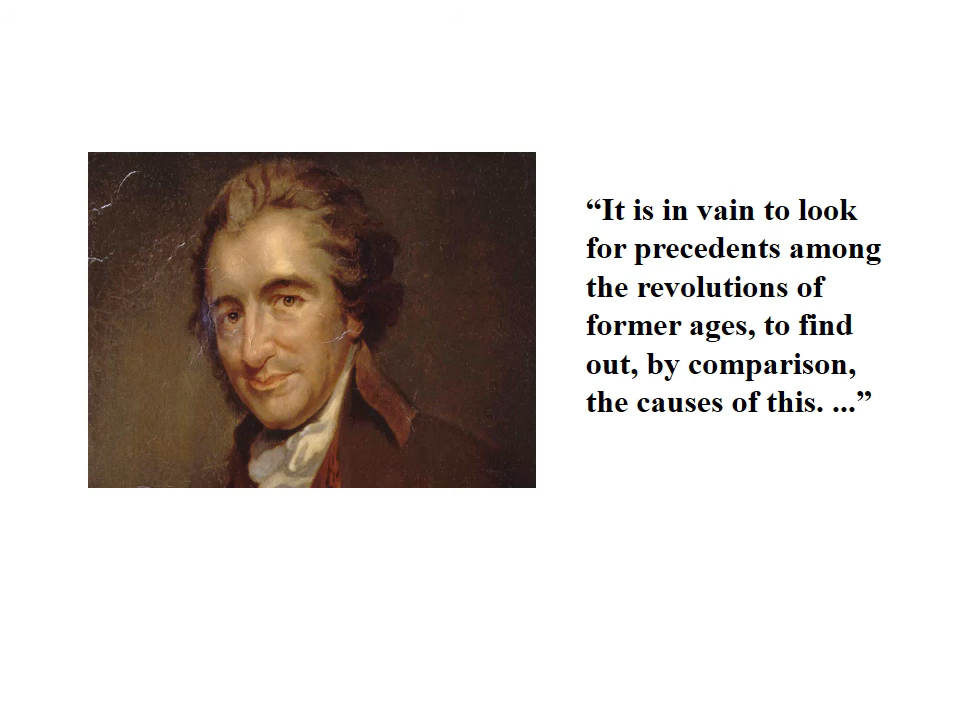 “It is in vain to look
for precedents among
the revolutions of
former ages, to find
out, by comparison,
the causes of this. ...”